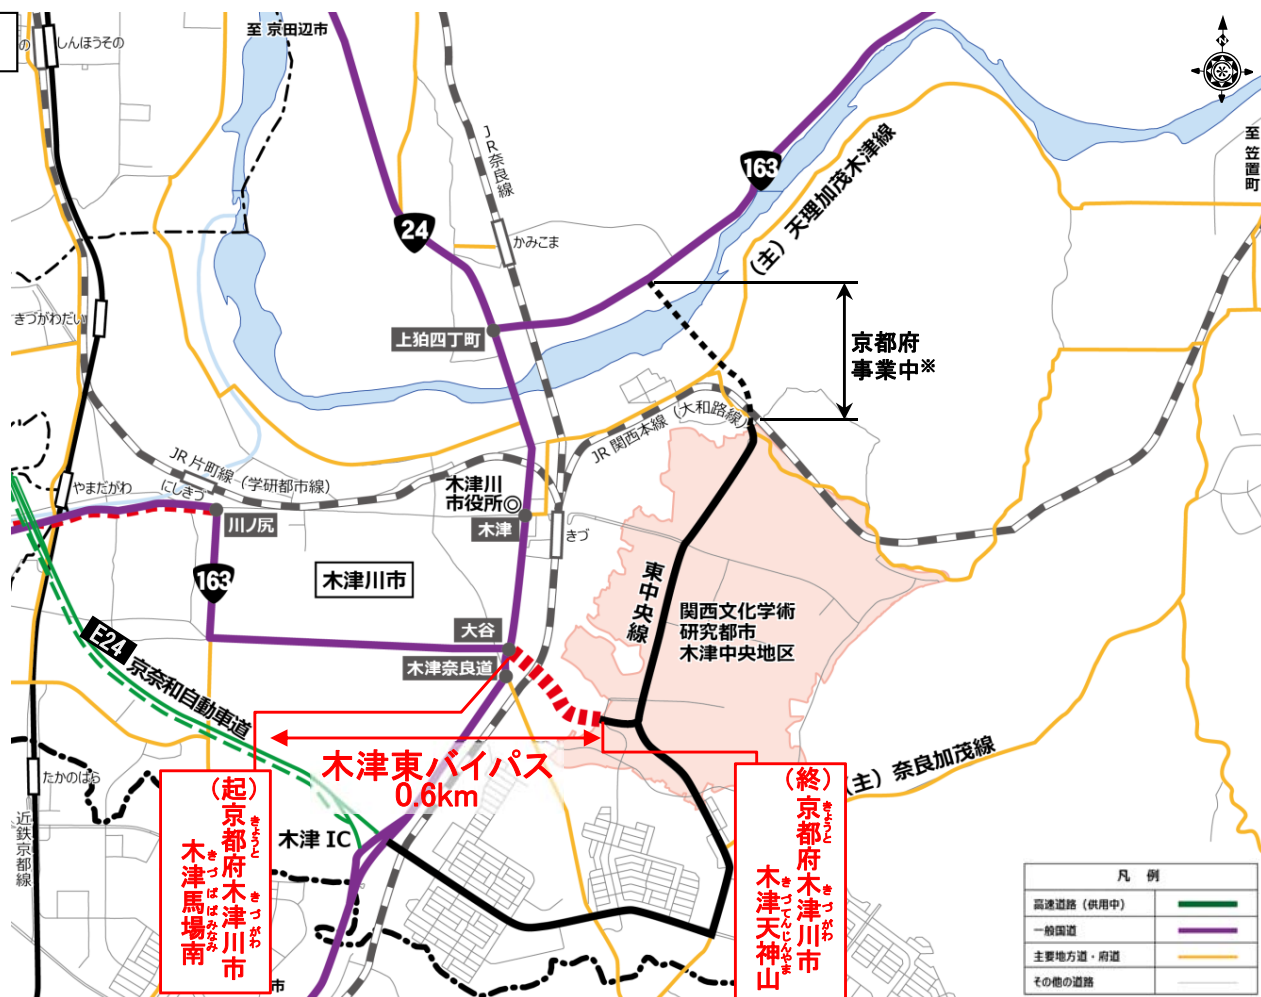 の
しんほうその
至 京田辺市
N
JR奈良線
163
(主)天理加茂木津線
至 笠置町
24
かみこま
きづがわだい
上狛四丁町
京都府
事業中※
JR関西本線(大和路線)
JR片町線(学研都市線)
にしきづ
やまだがわ
木津川
市役所◎
川ノ尻
木津
きづ
163
木津川市
東中央線
関西文化学術
研究都市
木津中央地区
大谷
木津奈良道
E24
京奈和自動車道
木津東バイパス
0.6km
たかのはら
近鉄京都線
木津IC
(主)奈良加茂線
(起)京都府木津川市
きょうと きづがわ
木津馬場南
きづばばみなみ
(終)京都府木津川市
きょうと きづがわ
木津天神山
きづてんじんやま
市
凡 例
高速道路(供用中)
一般国道
主要地方道・府道
その他の道路